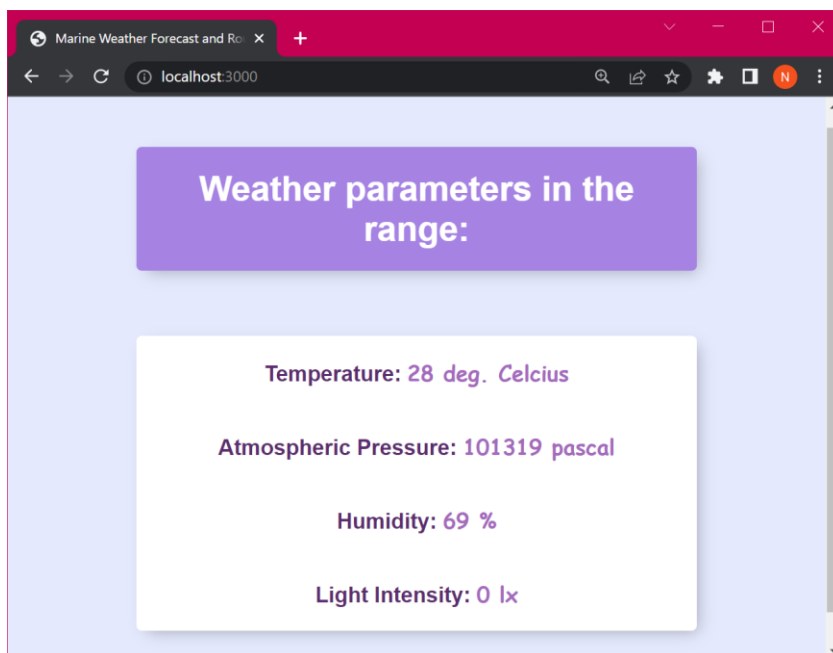 Marine Weather Forecast and Ro
localhost:3000
N
Weather parameters in the
range:
Temperature: 28 deg. Celcius
Atmospheric Pressure: 101319 pascal
Humidity: 69 %
Light Intensity: 0 lx